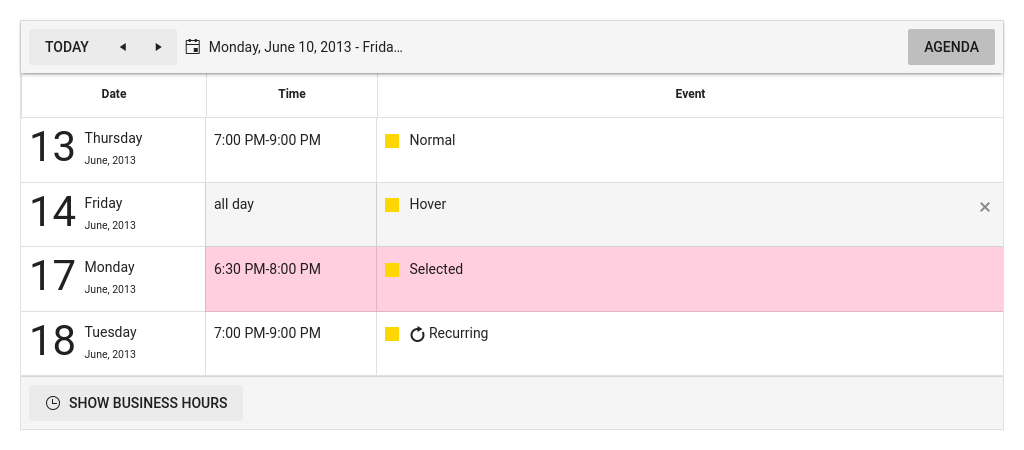 TODAY Monday, June 10, 2013 - Frida... AGENDA
Date Time Event
13 Thursday 7:00 PM-9:00 PM Normal
June, 2013
14 Friday all day Hover
June, 2013
17 Monday 6:30 PM-8:00 PM Selected
June, 2013
18 Tuesday 7:00 PM-9:00 PM Recurring
June, 2013
SHOW BUSINESS HOURS